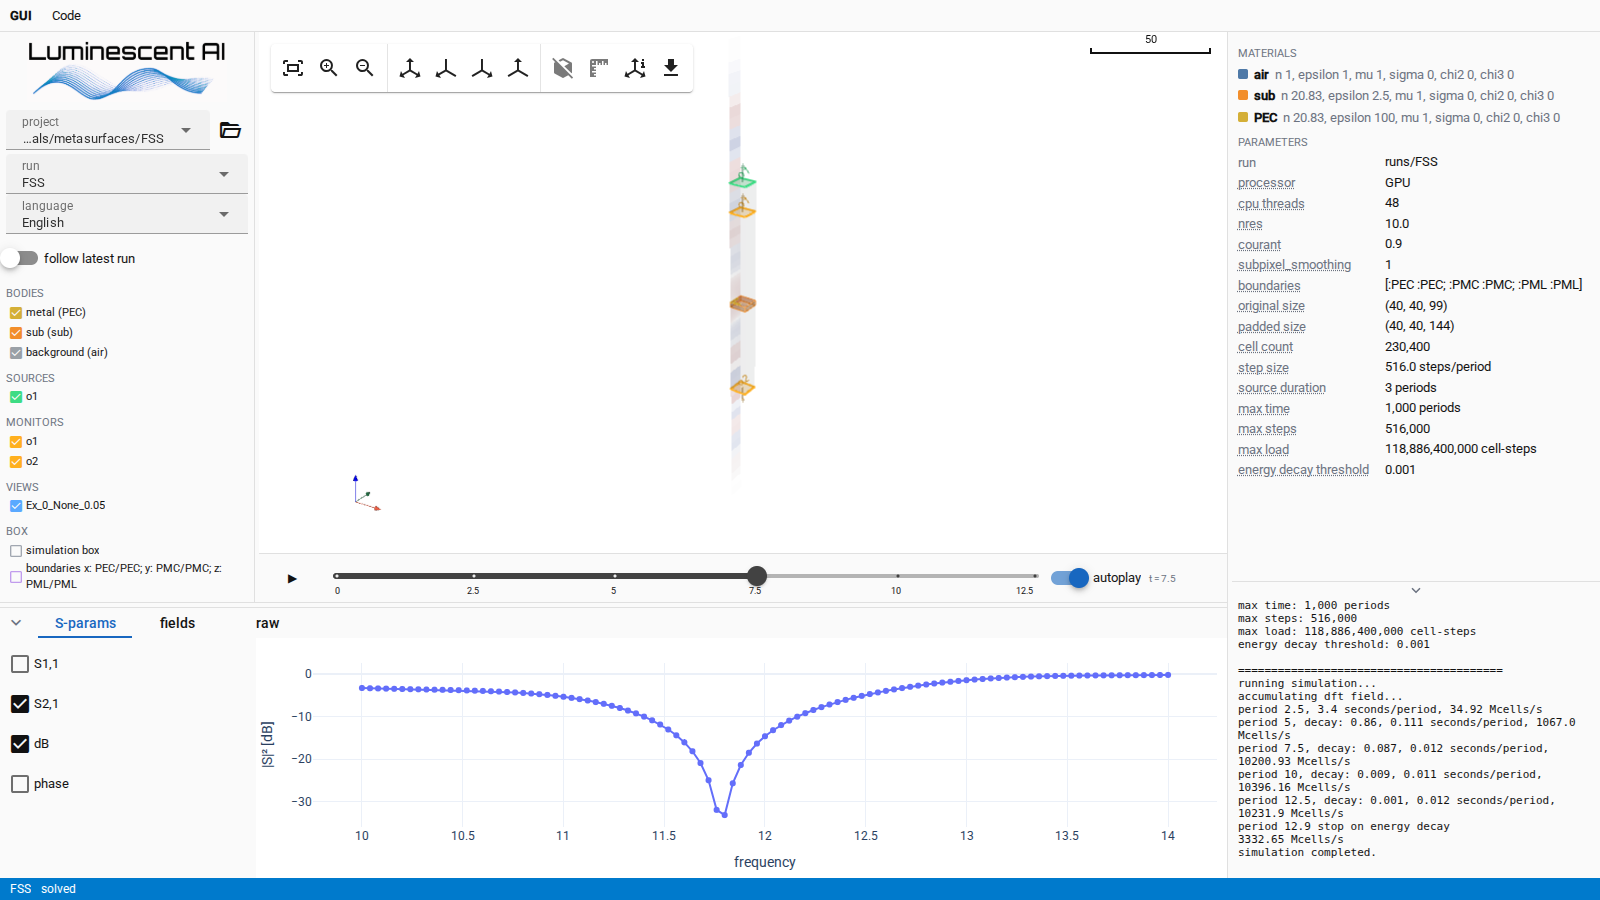 GUI Code
Luminescent AI
project
...als/metasurfaces/FSS
run
FSS
language
English
follow latest run
BODIES
metal (PEC)
sub (sub)
background (air)
SOURCES
o1
MONITORS
o1
o2
VIEWS
Ex_0_None_0.05
BOX
simulation box
boundaries x: PEC/PEC; y: PMC/PMC; z:
PML/PML
50
0 2.5 5 7.5 10 12.5
autoplay t = 7.5
S-params fields raw
S1,1
S2,1
dB
phase
|S|² [dB]
0
−10
−20
−30
10 10.5 11 11.5 12 12.5 13 13.5 14
frequency
MATERIALS
air n 1, epsilon 1, mu 1, sigma 0, chi2 0, chi3 0
sub n 20.83, epsilon 2.5, mu 1, sigma 0, chi2 0, chi3 0
PEC n 20.83, epsilon 100, mu 1, sigma 0, chi2 0, chi3 0
PARAMETERS
run runs/FSS
processor GPU
cpu threads 48
nres 10.0
courant 0.9
subpixel_smoothing 1
boundaries [:PEC :PEC; :PMC :PMC; :PML :PML]
original size (40, 40, 99)
padded size (40, 40, 144)
cell count 230,400
step size 516.0 steps/period
source duration 3 periods
max time 1,000 periods
max steps 516,000
max load 118,886,400,000 cell-steps
energy decay threshold 0.001
max time: 1,000 periods
max steps: 516,000
max load: 118,886,400,000 cell-steps
energy decay threshold: 0.001
========================================
running simulation...
accumulating dft field...
period 2.5, 3.4 seconds/period, 34.92 Mcells/s
period 5, decay: 0.86, 0.111 seconds/period, 1067.0
Mcells/s
period 7.5, decay: 0.087, 0.012 seconds/period,
10200.93 Mcells/s
period 10, decay: 0.009, 0.011 seconds/period,
10396.16 Mcells/s
period 12.5, decay: 0.001, 0.012 seconds/period,
10231.9 Mcells/s
period 12.9 stop on energy decay
3332.65 Mcells/s
simulation completed.
FSS solved